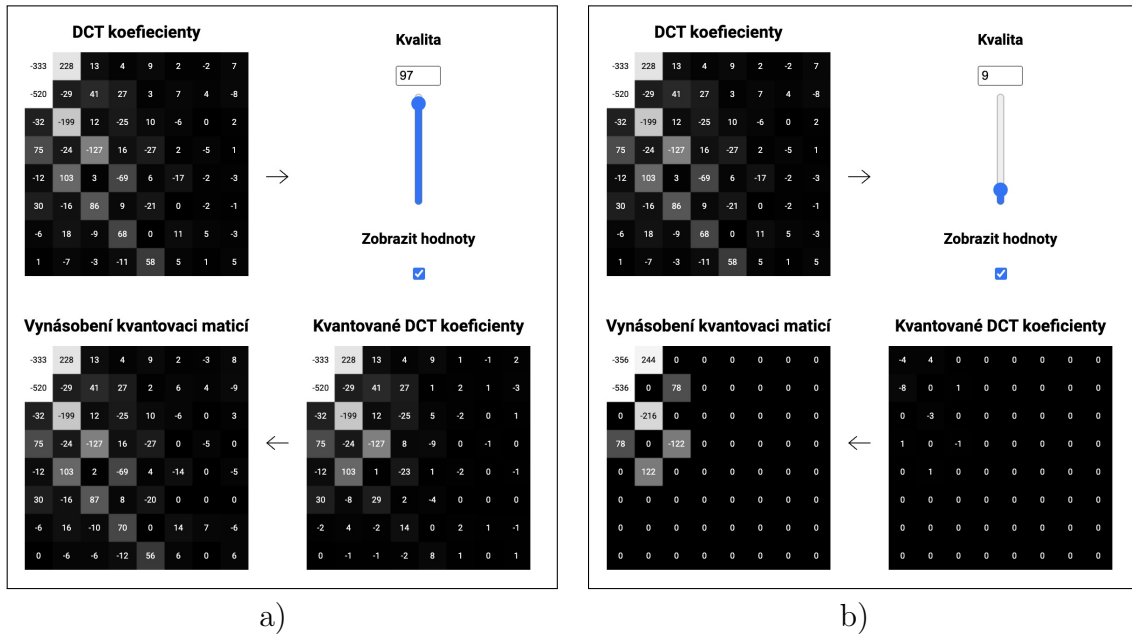 DCT koefiecienty
Kvalita
-333 228 13 4 9 2 -2 7
97
-520 -29 41 27 3 7 4 -8
-32 -199 12 -25 10 -6 0 2
75 -24 -127 16 -27 2 -5 1
-12 103 3 -69 6 -17 -2 -3
30 -16 86 9 -21 0 -2 -1
-6 18 -9 68 0 11 5 -3
Zobrazit hodnoty
1 -7 -3 -11 58 5 1 5
Vynásobení kvantovaci maticí
-333 228 13 4 9 2 -3 8
-520 -29 41 27 2 6 4 -9
-32 -199 12 -25 10 -6 0 3
75 -24 -127 16 -27 0 -5 0
-12 103 2 -69 4 -14 0 -5
30 -16 87 8 -20 0 0 0
-6 16 -10 70 0 14 7 -6
0 -6 -6 -12 56 6 0 6
Kvantované DCT koeficienty
-333 228 13 4 9 1 -1 2
-520 -29 41 27 1 2 1 -3
-32 -199 12 -25 5 -2 0 1
75 -24 -127 8 -9 0 -1 0
-12 103 1 -23 1 -2 0 -1
30 -8 29 2 -4 0 0 0
-2 4 -2 14 0 2 1 -1
0 -1 -1 -2 8 1 0 1
a)
DCT koefiecienty
Kvalita
-333 228 13 4 9 2 -2 7
9
-520 -29 41 27 3 7 4 -8
-32 -199 12 -25 10 -6 0 2
75 -24 -127 16 -27 2 -5 1
-12 103 3 -69 6 -17 -2 -3
30 -16 86 9 -21 0 -2 -1
-6 18 -9 68 0 11 5 -3
Zobrazit hodnoty
1 -7 -3 -11 58 5 1 5
Vynásobení kvantovaci maticí
-356 244 0 0 0 0 0 0
-536 0 78 0 0 0 0 0
0 -216 0 0 0 0 0 0
78 0 -122 0 0 0 0 0
0 122 0 0 0 0 0 0
0 0 0 0 0 0 0 0
0 0 0 0 0 0 0 0
0 0 0 0 0 0 0 0
Kvantované DCT koeficienty
-4 4 0 0 0 0 0 0
-8 0 1 0 0 0 0 0
0 -3 0 0 0 0 0 0
1 0 -1 0 0 0 0 0
0 1 0 0 0 0 0 0
0 0 0 0 0 0 0 0
0 0 0 0 0 0 0 0
0 0 0 0 0 0 0 0
b)